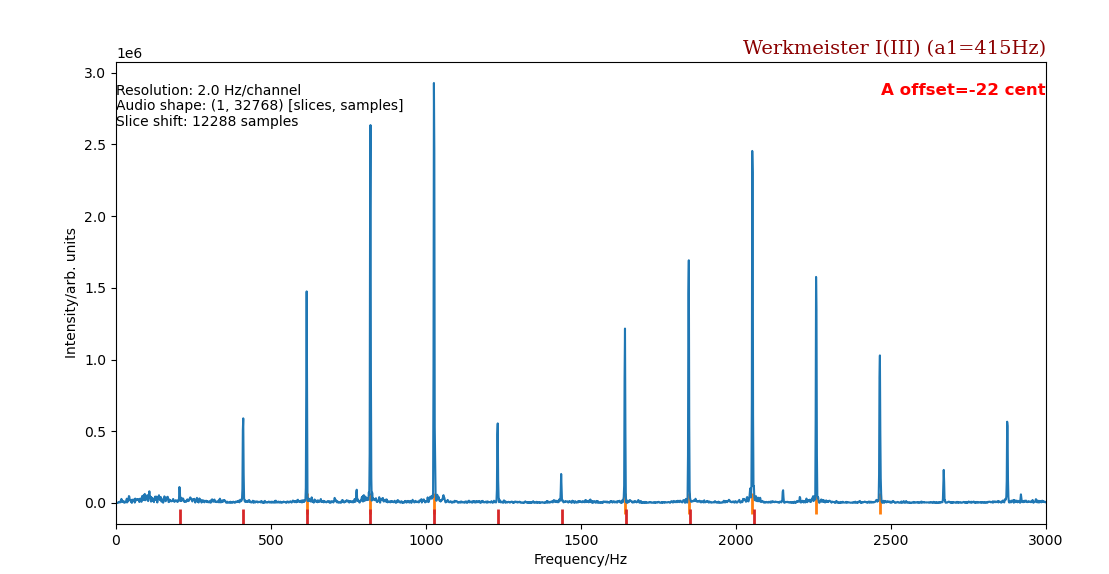 Werkmeister I(III) (a1=415Hz)
1e6
3.0
Resolution: 2.0 Hz/channel
A offset=-22 cent
Audio shape: (1, 32768) [slices, samples]
Slice shift: 12288 samples
2.5
2.0
1.5
1.0
0.5
0.0
Intensity/arb. units
0 500 1000 1500 2000 2500 3000
Frequency/Hz